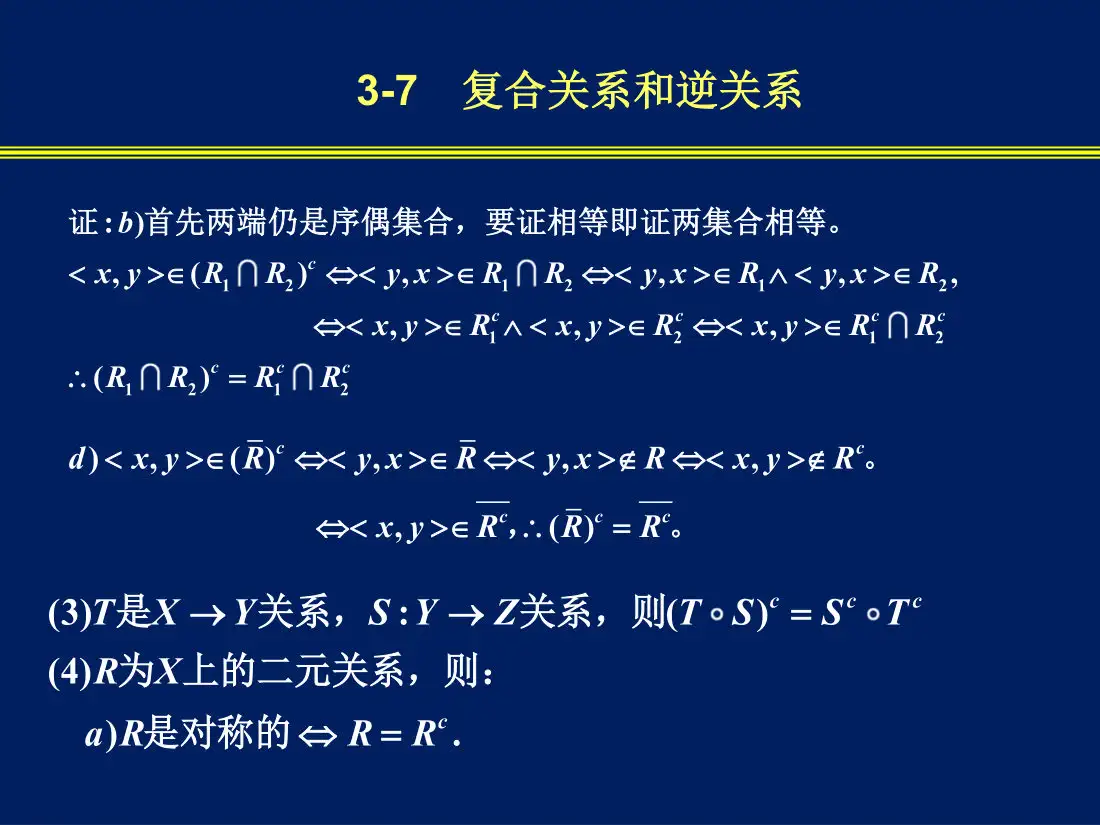 3-7 复合关系和逆关系
证:b)首先两端仍是序偶集合，要证相等即证两集合相等。
< x, y >∈ (R₁ ⋂ R₂)ᶜ ⇔< y, x >∈ R₁ ⋂ R₂ ⇔< y, x >∈ R₁∧ < y, x >∈ R₂,
⇔< x, y >∈ R₁ᶜ ∧ < x, y >∈ R₂ᶜ ⇔< x, y >∈ R₁ᶜ ⋂ R₂ᶜ
∴ (R₁ ⋂ R₂)ᶜ = R₁ᶜ ⋂ R₂ᶜ
d) < x, y >∈ (R̅)ᶜ ⇔< y, x >∈ R̅ ⇔< y, x >∉ R ⇔< x, y >∉ Rᶜ。
⇔< x, y >∈ \overline{Rᶜ}，∴ (R̅)ᶜ = \overline{Rᶜ}。
(3)T是X → Y关系，S : Y → Z关系，则(T ∘ S)ᶜ = Sᶜ ∘ Tᶜ
(4)R为X上的二元关系，则：
a)R是对称的 ⇔ R = Rᶜ.